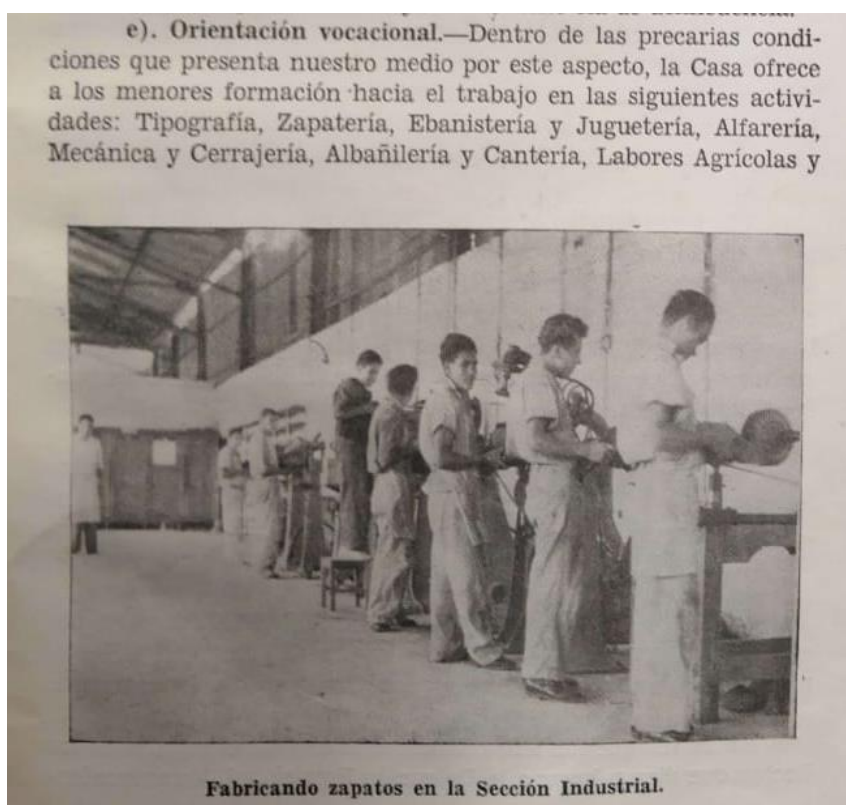 e). Orientación vocacional.—Dentro de las precarias condi-
ciones que presenta nuestro medio por este aspecto, la Casa ofrece
a los menores formación hacia el trabajo en las siguientes activi-
dades: Tipografía, Zapatería, Ebanistería y Juguetería, Alfarería,
Mecánica y Cerrajería, Albañilería y Cantería, Labores Agrícolas y
Fabricando zapatos en la Sección Industrial.